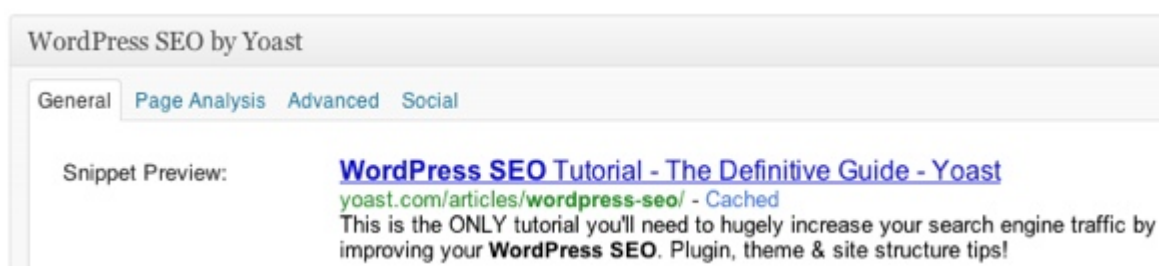 WordPress SEO by Yoast
General Page Analysis Advanced Social
Snippet Preview: WordPress SEO Tutorial - The Definitive Guide - Yoast
yoast.com/articles/wordpress-seo/ - Cached
This is the ONLY tutorial you'll need to hugely increase your search engine traffic by
improving your WordPress SEO. Plugin, theme & site structure tips!